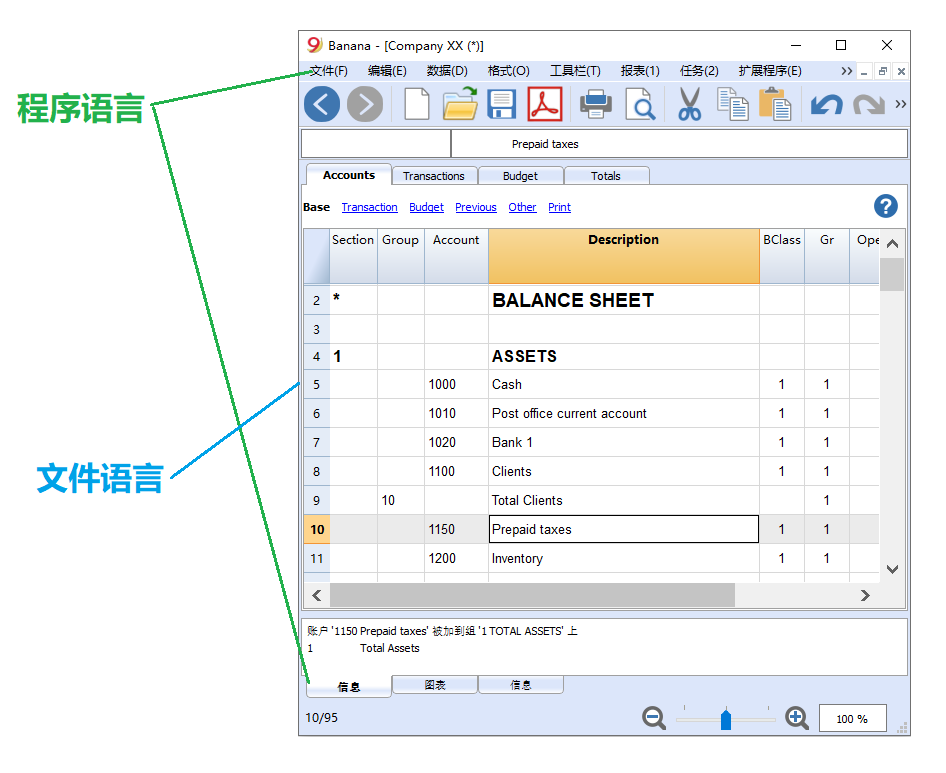 程序语言
文件语言
Banana - [Company XX (*)]
文件(F) 编辑(E) 数据(D) 格式(O) 工具栏(T) 报表(1) 任务(2) 扩展程序(E)
Prepaid taxes
Accounts Transactions Budget Totals
Base Transaction Budget Previous Other Print
Section Group Account Description BClass Gr Ope
2 * BALANCE SHEET
3
4 1 ASSETS
5 1000 Cash 1 1
6 1010 Post office current account 1 1
7 1020 Bank 1 1 1
8 1100 Clients 1 1
9 10 Total Clients 1
10 1150 Prepaid taxes 1 1
11 1200 Inventory 1 1
账户 '1150 Prepaid taxes' 被加到组 '1 TOTAL ASSETS' 上
1 Total Assets
信息 图表 信息
10/95 100 %